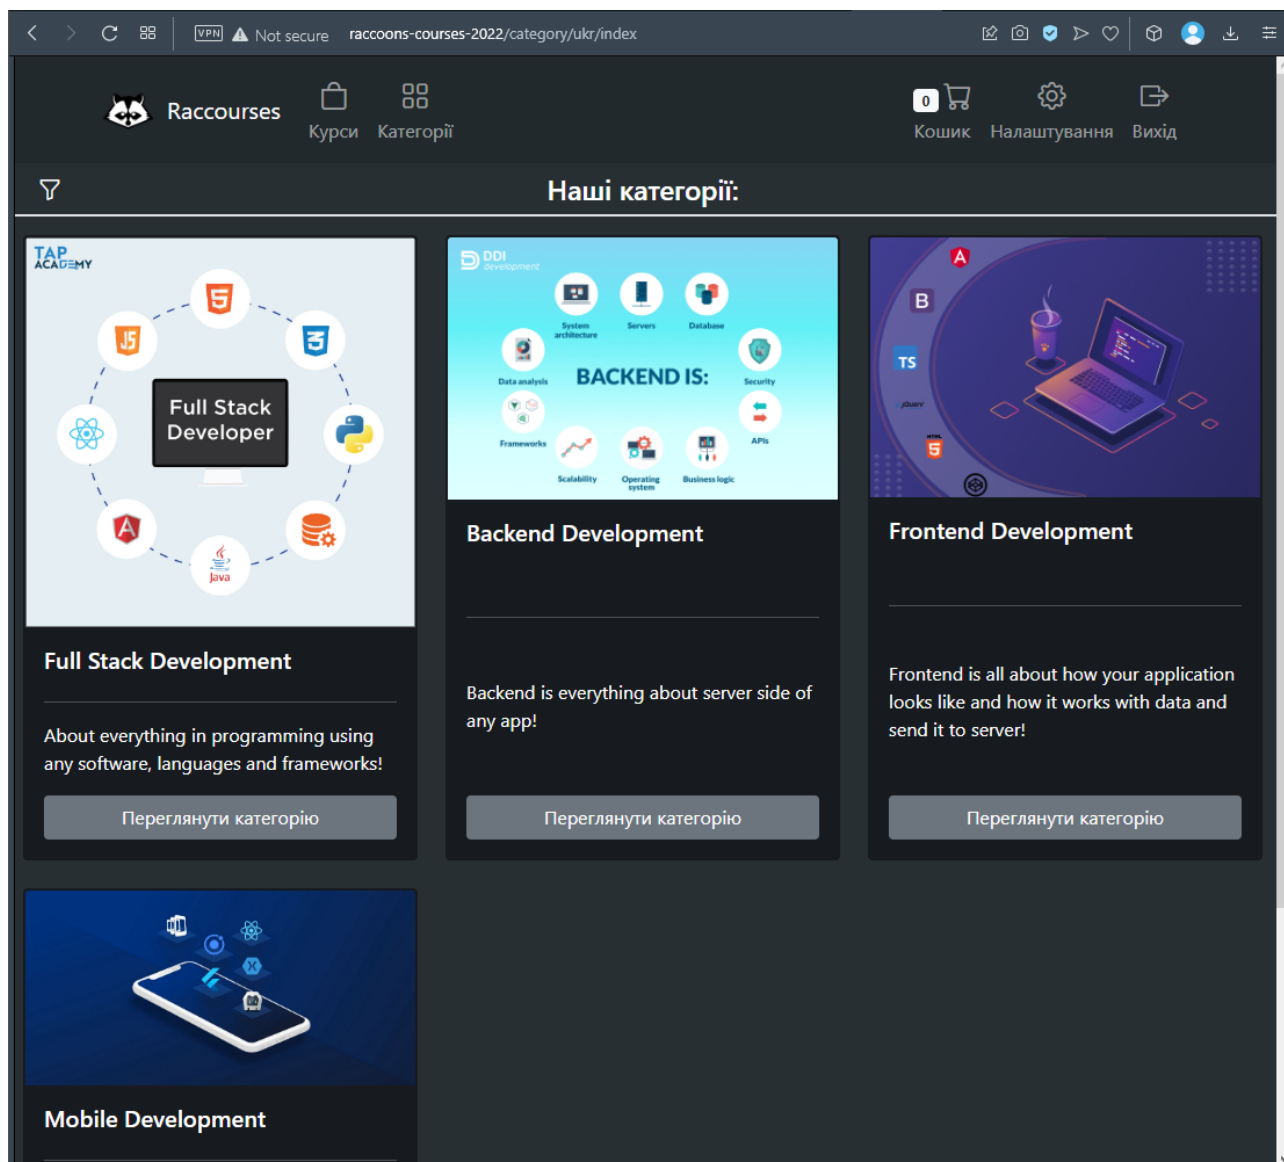 VPN Not secure raccoons-courses-2022/category/ukr/index
Raccourses
Курси
Категорії
0
Кошик
Налаштування
Вихід
Наші категорії:
TAP
ACADEMY
Full Stack
Developer
JS
Java
Full Stack Development
About everything in programming using
any software, languages and frameworks!
Переглянути категорію
DDI
development
System
architecture
Servers
Database
Data analysis
BACKEND IS:
Security
Frameworks
APIs
Scalability
Operating
system
Business logic
Backend Development
Backend is everything about server side of
any app!
Переглянути категорію
A
B
TS
jQuery
HTML
5
Frontend Development
Frontend is all about how your application
looks like and how it works with data and
send it to server!
Переглянути категорію
Mobile Development